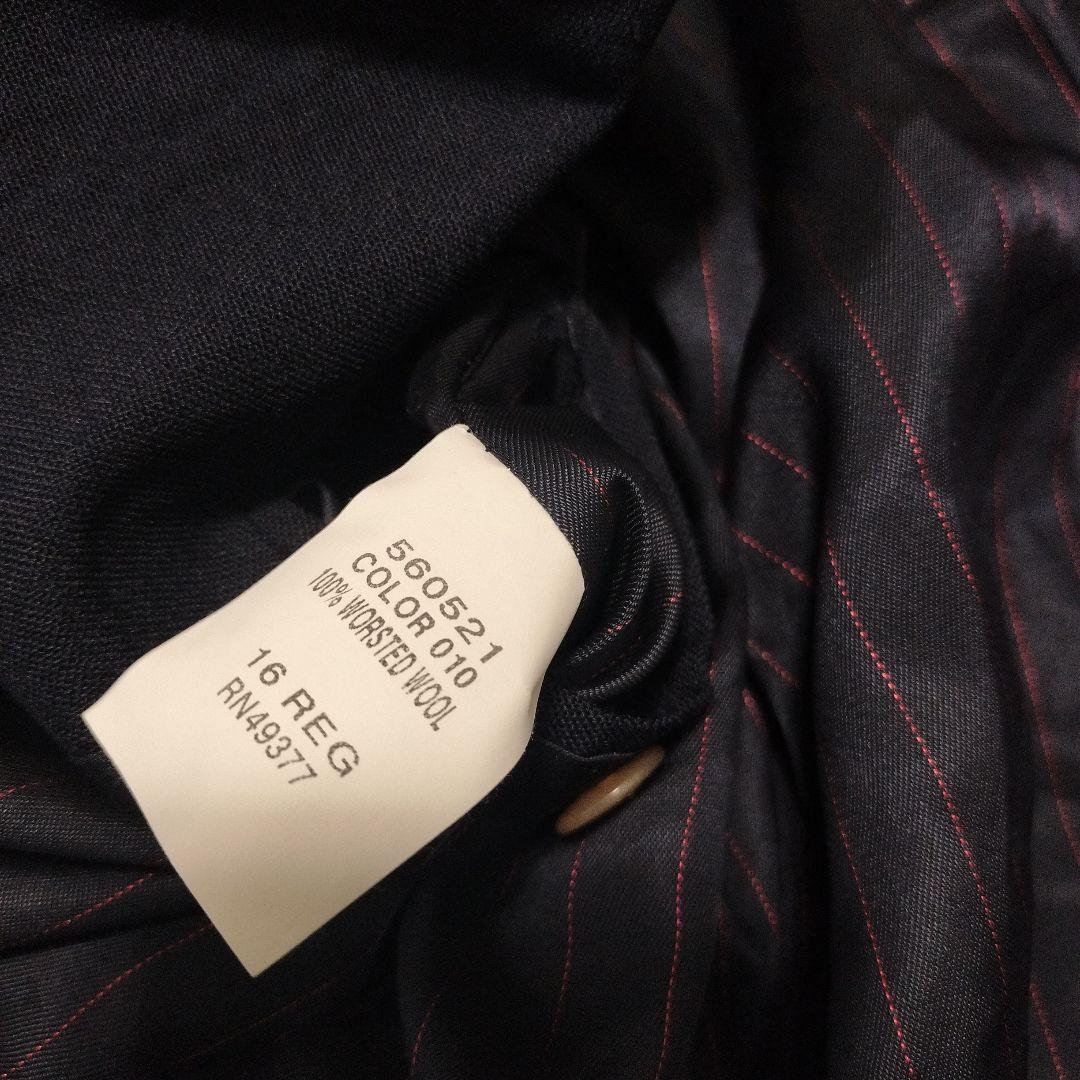 560521
COLOR 010
100% WORSTED WOOL
16 REG
RN49377